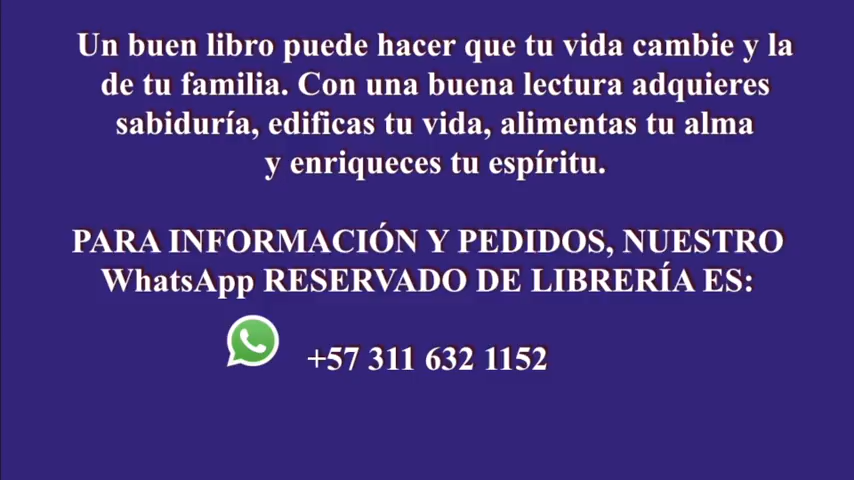 Un buen libro puede hacer que tu vida cambie y la
de tu familia. Con una buena lectura adquieres
sabiduría, edificas tu vida, alimentas tu alma
y enriqueces tu espíritu.
PARA INFORMACIÓN Y PEDIDOS, NUESTRO
WhatsApp RESERVADO DE LIBRERÍA ES:
+57 311 632 1152